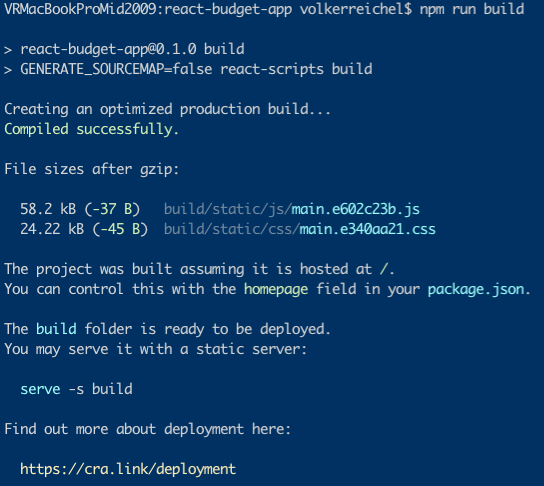 VRMacBookProMid2009:react-budget-app volkerreichel$ npm run build
> react-budget-app@0.1.0 build
> GENERATE_SOURCEMAP=false react-scripts build
Creating an optimized production build...
Compiled successfully.
File sizes after gzip:
58.2 kB (-37 B) build/static/js/main.e602c23b.js
24.22 kB (-45 B) build/static/css/main.e340aa21.css
The project was built assuming it is hosted at /.
You can control this with the homepage field in your package.json.
The build folder is ready to be deployed.
You may serve it with a static server:
serve -s build
Find out more about deployment here:
https://cra.link/deployment